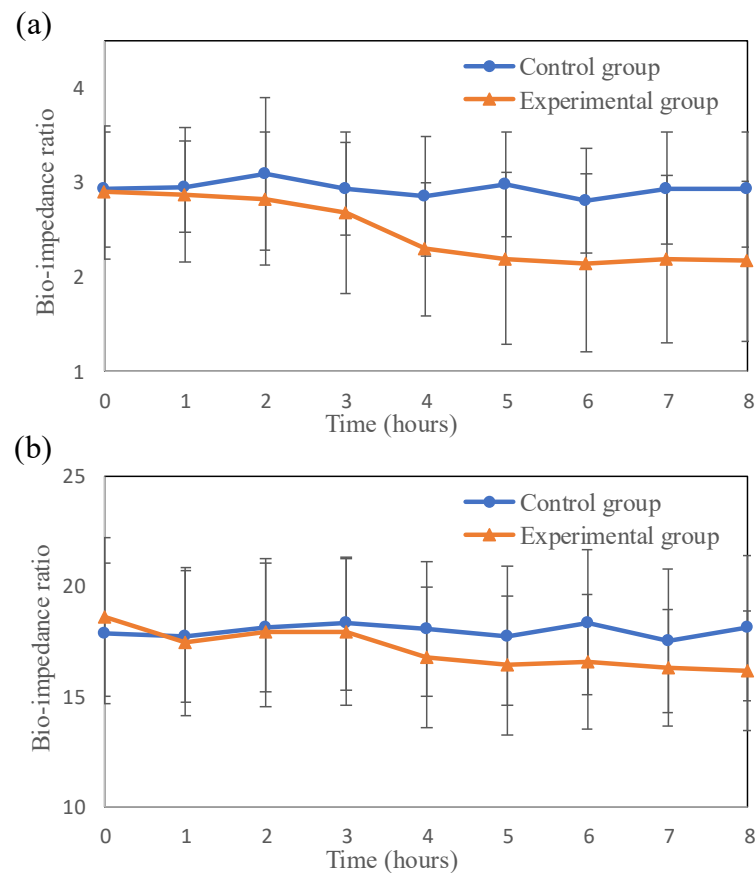 (a)
Bio-impedance ratio
4
3
2
1
Control group
Experimental group
0 1 2 3 4 5 6 7 8
Time (hours)
(b)
Bio-impedance ratio
25
20
15
10
Control group
Experimental group
0 1 2 3 4 5 6 7 8
Time (hours)